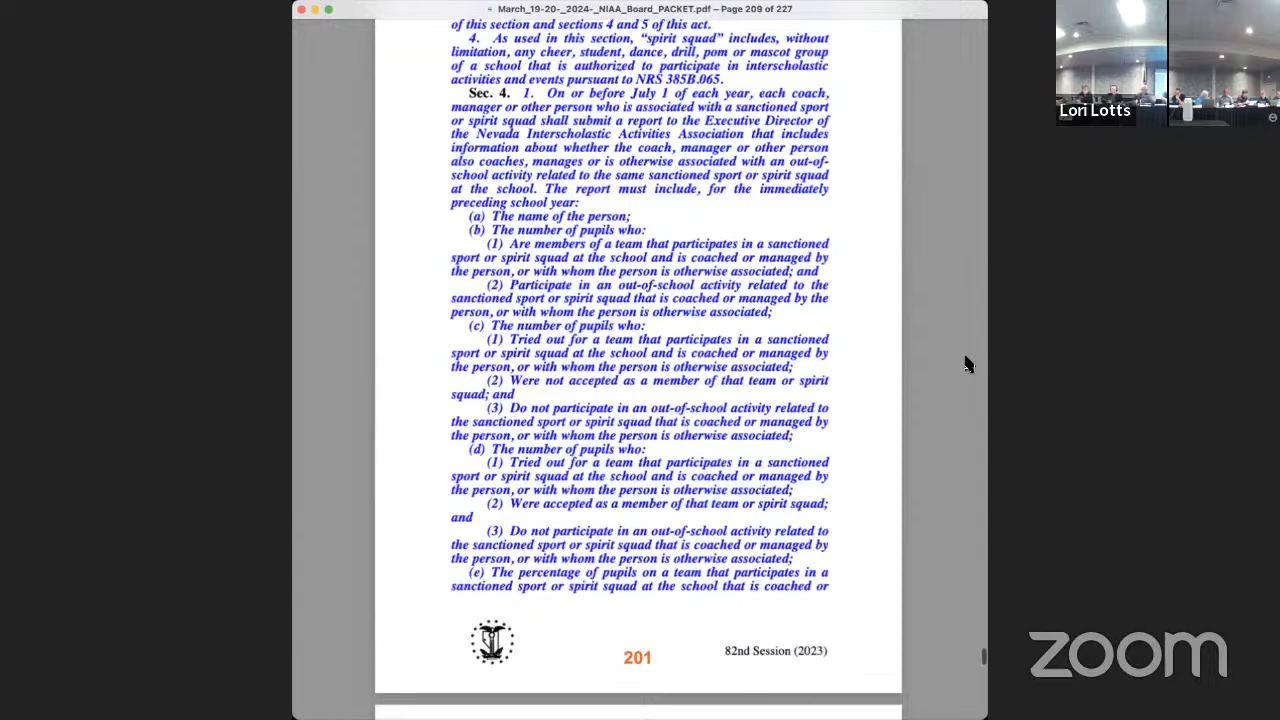 March_19-20-_2024-_NIAA_Board_PACKET.pdf – Page 209 of 227
of this section and sections 4 and 5 of this act.
4. As used in this section, “spirit squad” includes, without
limitation, any cheer, student, dance, drill, pom or mascot group
of a school that is authorized to participate in interscholastic
activities and events pursuant to NRS 385B.065.
Sec. 4. 1. On or before July 1 of each year, each coach,
manager or other person who is associated with a sanctioned sport
or spirit squad shall submit a report to the Executive Director of
the Nevada Interscholastic Activities Association that includes
information about whether the coach, manager or other person
also coaches, manages or is otherwise associated with an out-of-
school activity related to the same sanctioned sport or spirit squad
at the school. The report must include, for the immediately
preceding school year:
(a) The name of the person;
(b) The number of pupils who:
(1) Are members of a team that participates in a sanctioned
sport or spirit squad at the school and is coached or managed by
the person, or with whom the person is otherwise associated; and
(2) Participate in an out-of-school activity related to the
sanctioned sport or spirit squad that is coached or managed by the
person, or with whom the person is otherwise associated;
(c) The number of pupils who:
(1) Tried out for a team that participates in a sanctioned
sport or spirit squad at the school and is coached or managed by
the person, or with whom the person is otherwise associated;
(2) Were not accepted as a member of that team or spirit
squad; and
(3) Do not participate in an out-of-school activity related to
the sanctioned sport or spirit squad that is coached or managed by
the person, or with whom the person is otherwise associated;
(d) The number of pupils who:
(1) Tried out for a team that participates in a sanctioned
sport or spirit squad at the school and is coached or managed by
the person, or with whom the person is otherwise associated;
(2) Were accepted as a member of that team or spirit squad;
and
(3) Do not participate in an out-of-school activity related to
the sanctioned sport or spirit squad that is coached or managed by
the person, or with whom the person is otherwise associated;
(e) The percentage of pupils on a team that participates in a
sanctioned sport or spirit squad at the school that is coached or
201
82nd Session (2023)
Lori Lotts
zoom